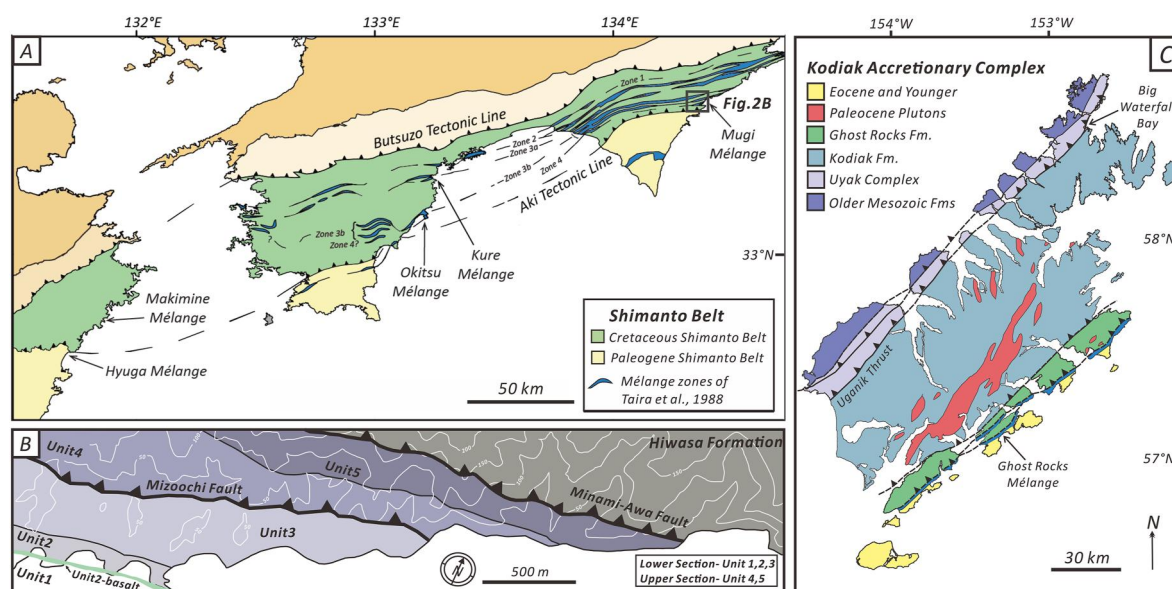 132°E
133°E
134°E
A
Zone 1
Fig.2B
Butsuzo Tectonic Line
Zone 2
Zone 3a
Zone 3b
Zone 4
Mugi
Mélange
Aki Tectonic Line
Zone 3b
Zone 4?
?
Kure
Mélange
Okitsu
Mélange
33°N
Makimine
Mélange
Hyuga Mélange
50 km
Shimanto Belt
Cretaceous Shimanto Belt
Paleogene Shimanto Belt
Mélange zones of
Taira et al., 1988
B
Hiwasa Formation
Unit4
Unit5
Mizoochi Fault
Minami-Awa Fault
Unit3
Unit2
Unit2-basalt
Unit1
N
500 m
Lower Section- Unit 1,2,3
Upper Section- Unit 4,5
154°W
153°W
C
Kodiak Accretionary Complex
Eocene and Younger
Paleocene Plutons
Ghost Rocks Fm.
Kodiak Fm.
Uyak Complex
Older Mesozoic Fms
Big
Waterfall
Bay
58°N
Uganik Thrust
57°N
Ghost Rocks
Mélange
N
30 km